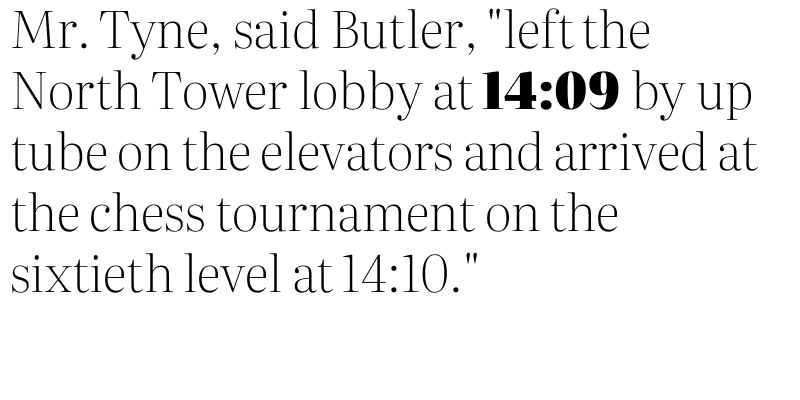 Mr. Tyne, said Butler, "left the
North Tower lobby at 14:09 by up
tube on the elevators and arrived at
the chess tournament on the
sixtieth level at 14:10."